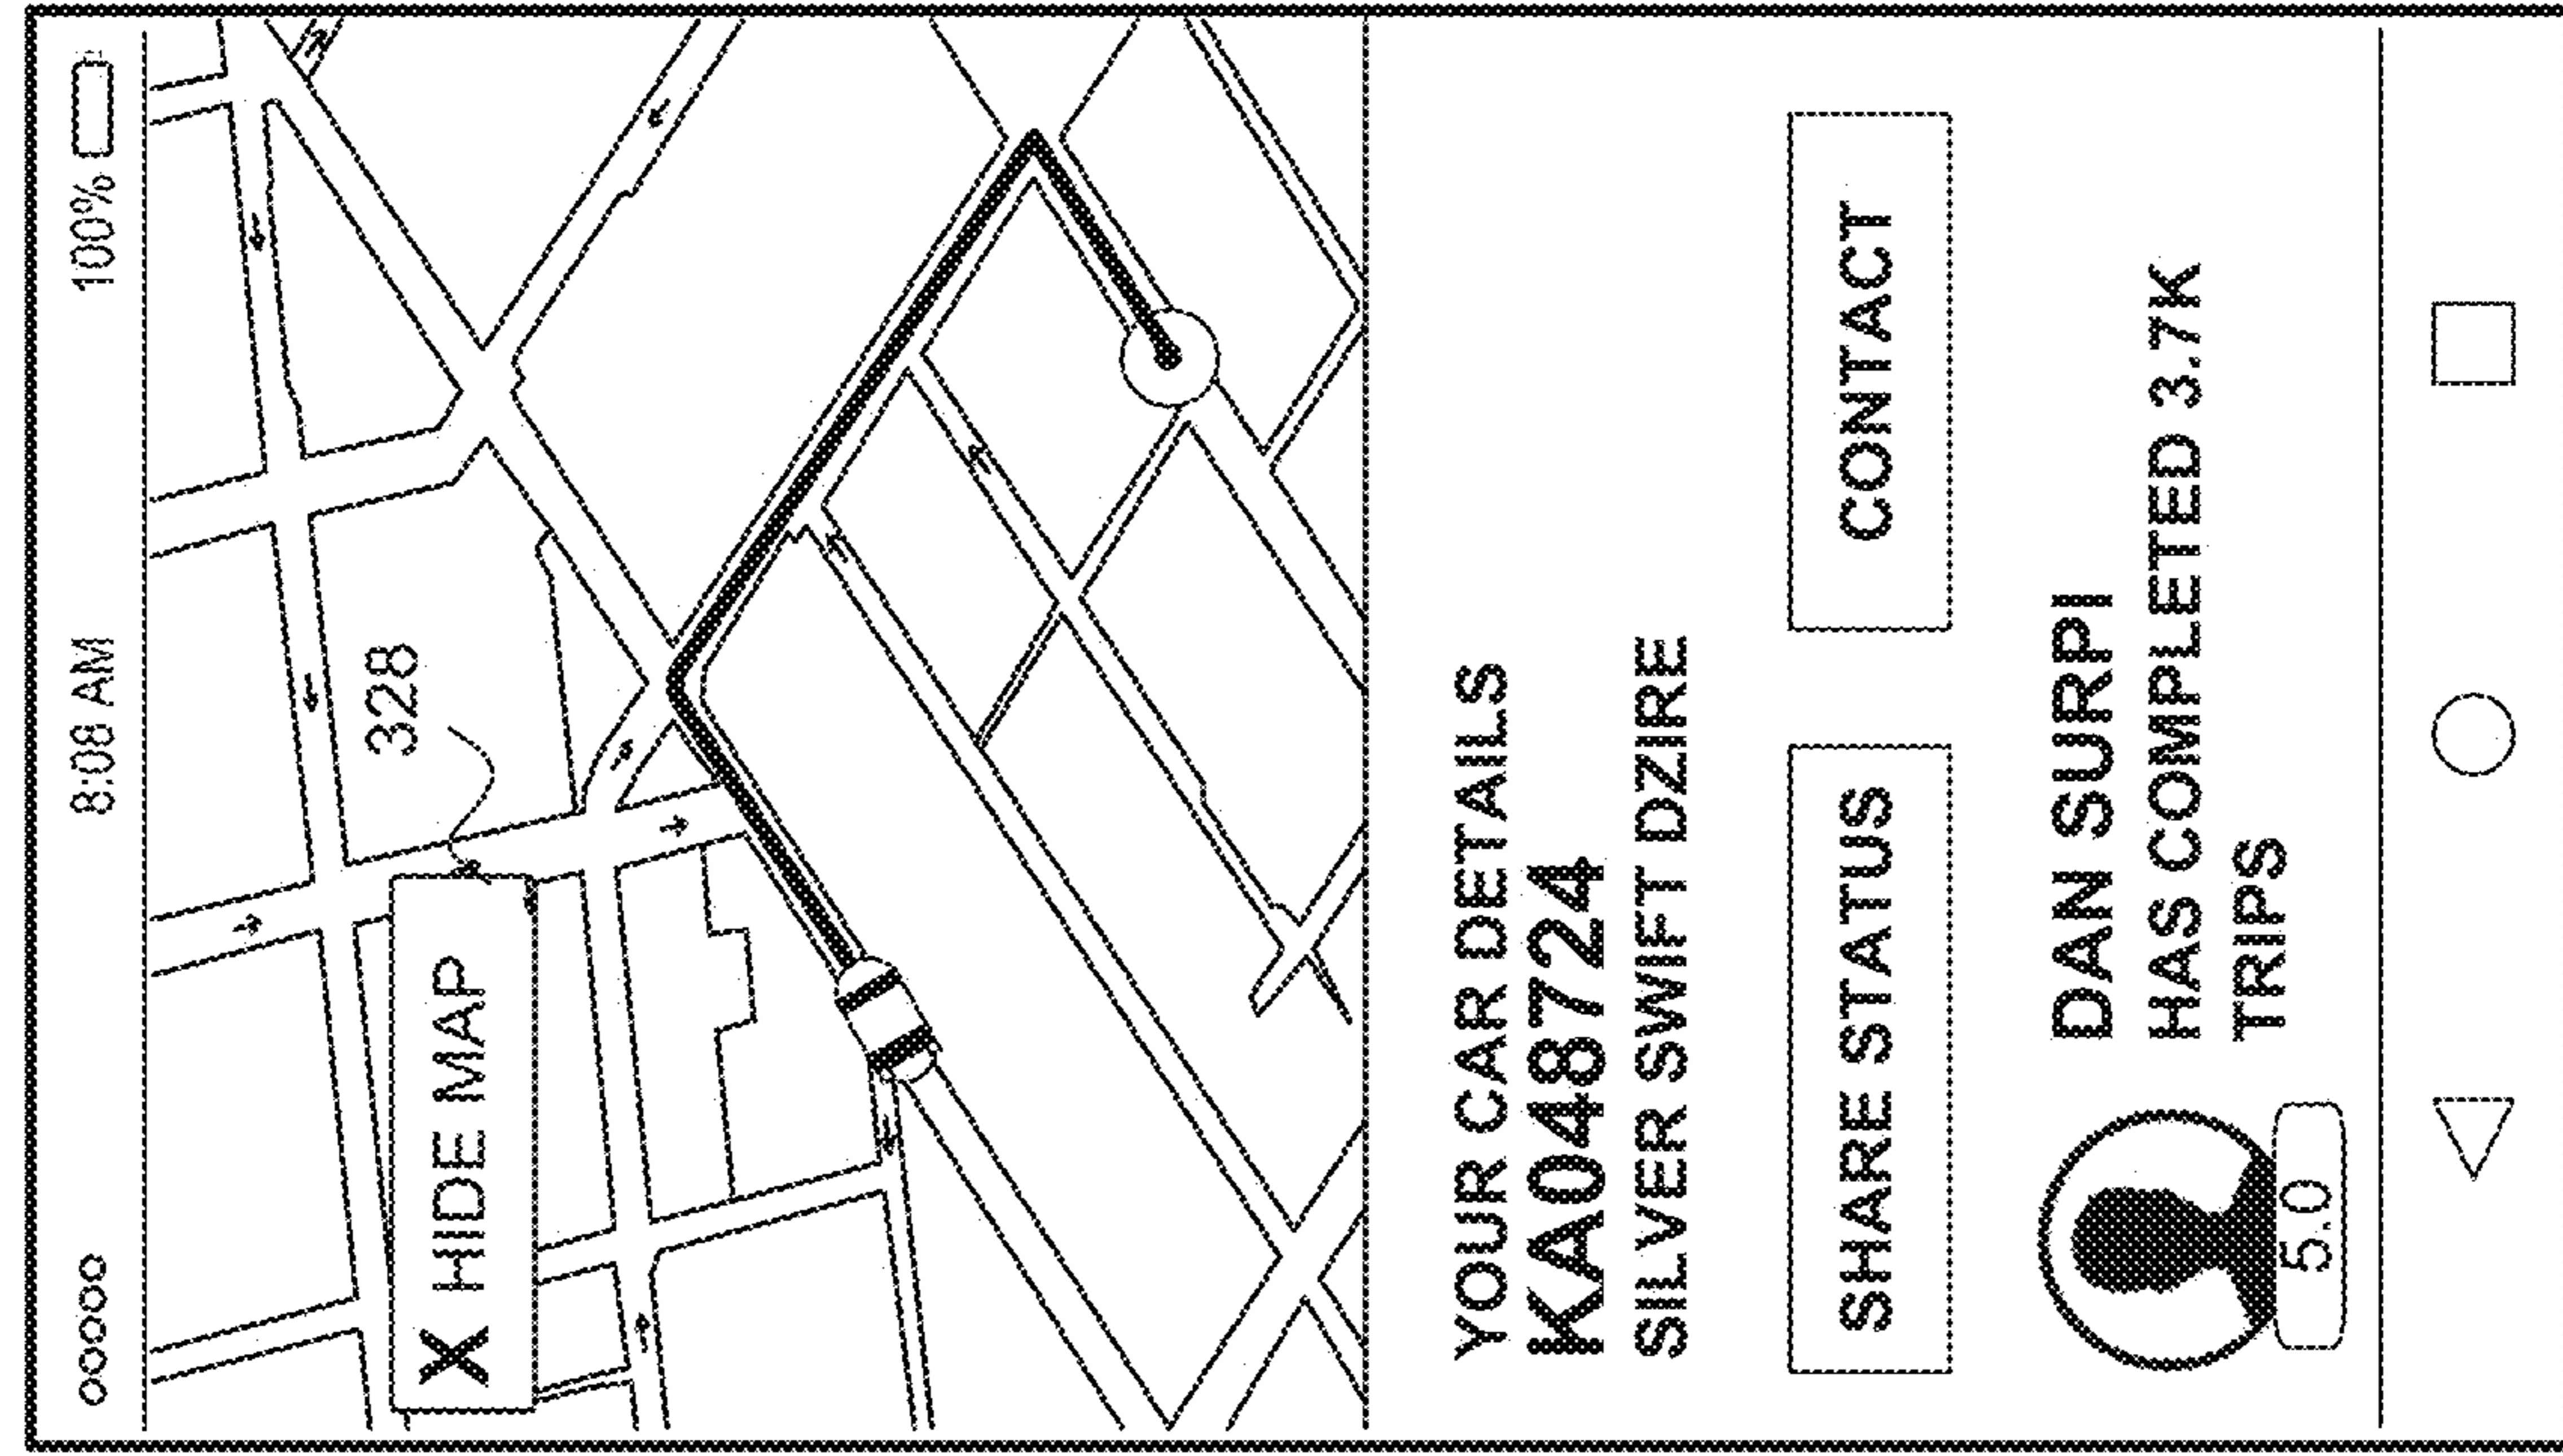 ooooo 8:08 AM 100%
328
X HIDE MAP
YOUR CAR DETAILS
KA048724
SILVER SWIFT DZIRE
SHARE STATUS CONTACT
DAN SURPI
HAS COMPLETED 3.7K
TRIPS
5.0